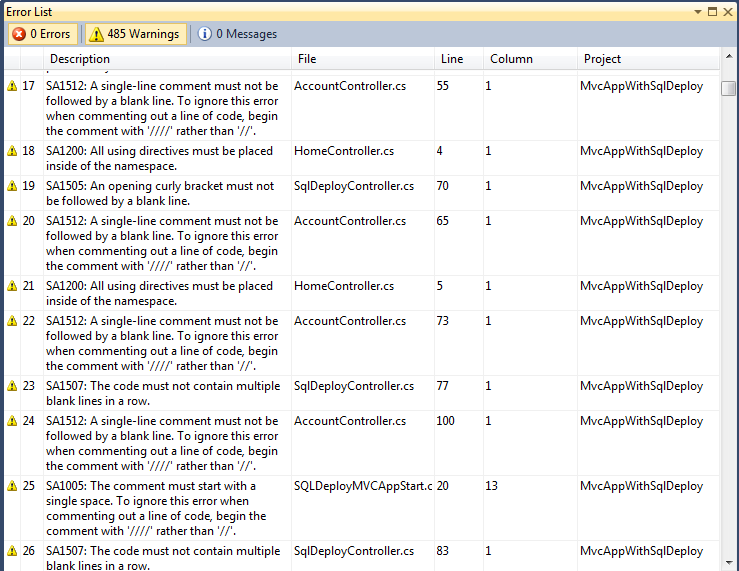 Error List
0 Errors
485 Warnings
0 Messages
Description File Line Column Project
17 SA1512: A single-line comment must not be AccountController.cs 55 1 MvcAppWithSqlDeploy
followed by a blank line. To ignore this error
when commenting out a line of code, begin
the comment with '////' rather than '//'.
18 SA1200: All using directives must be placed HomeController.cs 4 1 MvcAppWithSqlDeploy
inside of the namespace.
19 SA1505: An opening curly bracket must not SqlDeployController.cs 70 1 MvcAppWithSqlDeploy
be followed by a blank line.
20 SA1512: A single-line comment must not be AccountController.cs 65 1 MvcAppWithSqlDeploy
followed by a blank line. To ignore this error
when commenting out a line of code, begin
the comment with '////' rather than '//'.
21 SA1200: All using directives must be placed HomeController.cs 5 1 MvcAppWithSqlDeploy
inside of the namespace.
22 SA1512: A single-line comment must not be AccountController.cs 73 1 MvcAppWithSqlDeploy
followed by a blank line. To ignore this error
when commenting out a line of code, begin
the comment with '////' rather than '//'.
23 SA1507: The code must not contain multiple SqlDeployController.cs 77 1 MvcAppWithSqlDeploy
blank lines in a row.
24 SA1512: A single-line comment must not be AccountController.cs 100 1 MvcAppWithSqlDeploy
followed by a blank line. To ignore this error
when commenting out a line of code, begin
the comment with '////' rather than '//'.
25 SA1005: The comment must start with a SQLDeployMVCAppStart.c 20 13 MvcAppWithSqlDeploy
single space. To ignore this error when
commenting out a line of code, begin the
comment with '////' rather than '//'.
26 SA1507: The code must not contain multiple SqlDeployController.cs 83 1 MvcAppWithSqlDeploy
blank lines in a row.